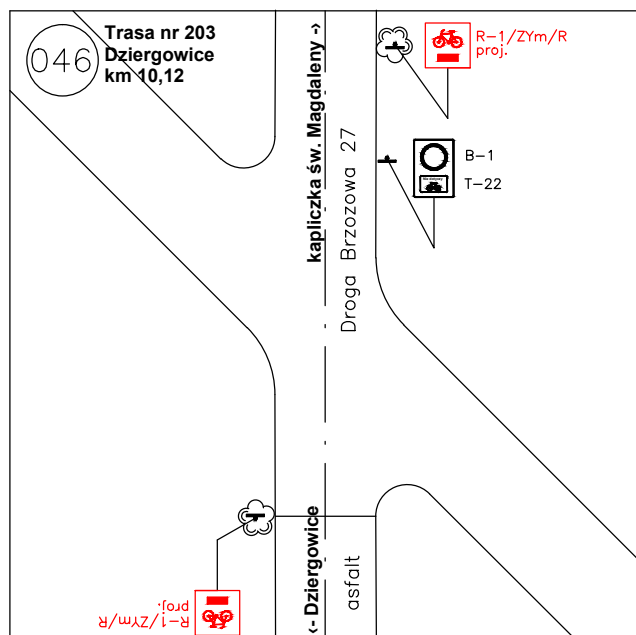 046
Trasa nr 203
Dziergowice
km 10,12
kapliczka św. Magdaleny ->
Droga Brzozowa 27
R-1/ZYm/R
proj.
B-1
T-22
<- Dziergowice
asfalt
R-1/ZYm/R
proj.